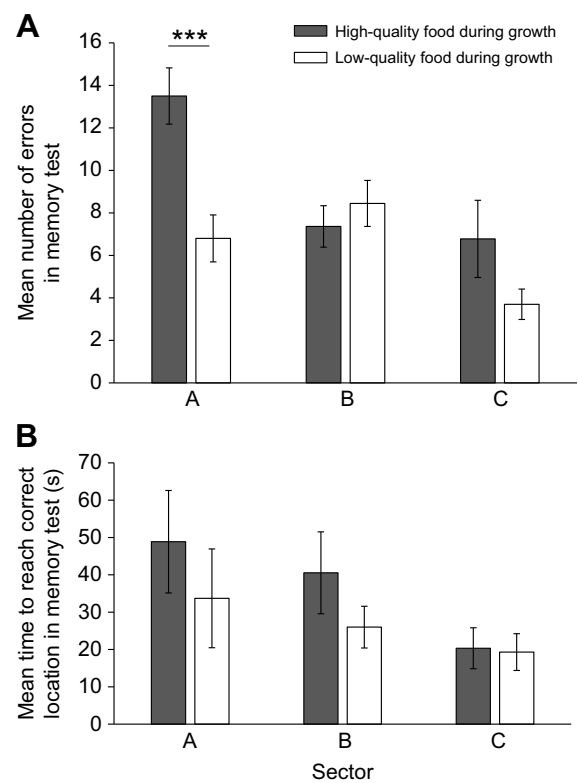 A
High-quality food during growth
Low-quality food during growth
***
Mean number of errors
in memory test
16
14
12
10
8
6
4
2
0
A
B
C
B
Mean time to reach correct
location in memory test (s)
70
60
50
40
30
20
10
0
A
B
C
Sector